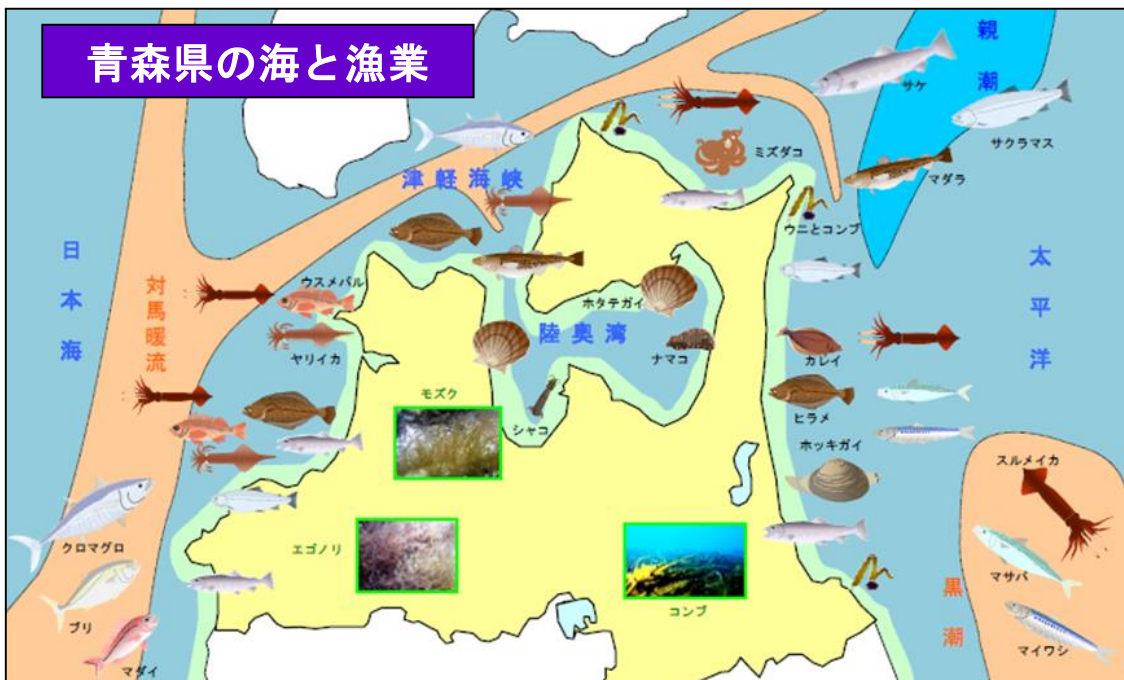 青森県の海と漁業
親潮
サケ
サクラマス
ミズダコ
マダラ
津軽海峡
ウニとコンブ
日本海
対馬暖流
太平洋
ウスメバル
ホタテガイ
陸奥湾
ヤリイカ
ナマコ
カレイ
モズク
シャコ
ヒラメ
ホッキガイ
スルメイカ
クロマグロ
エゴノリ
マサバ
黒潮
コンブ
ブリ
マイワシ
マダイ